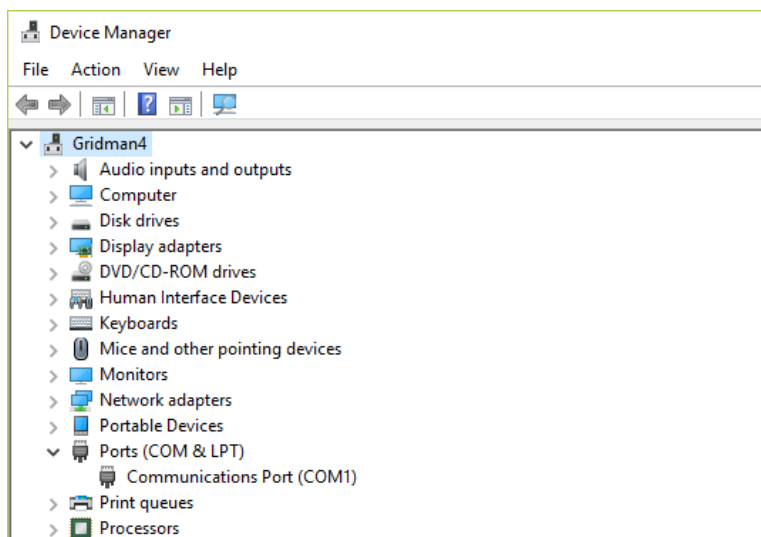 Device Manager
File Action View Help
Gridman4
Audio inputs and outputs
Computer
Disk drives
Display adapters
DVD/CD-ROM drives
Human Interface Devices
Keyboards
Mice and other pointing devices
Monitors
Network adapters
Portable Devices
Ports (COM & LPT)
Communications Port (COM1)
Print queues
Processors